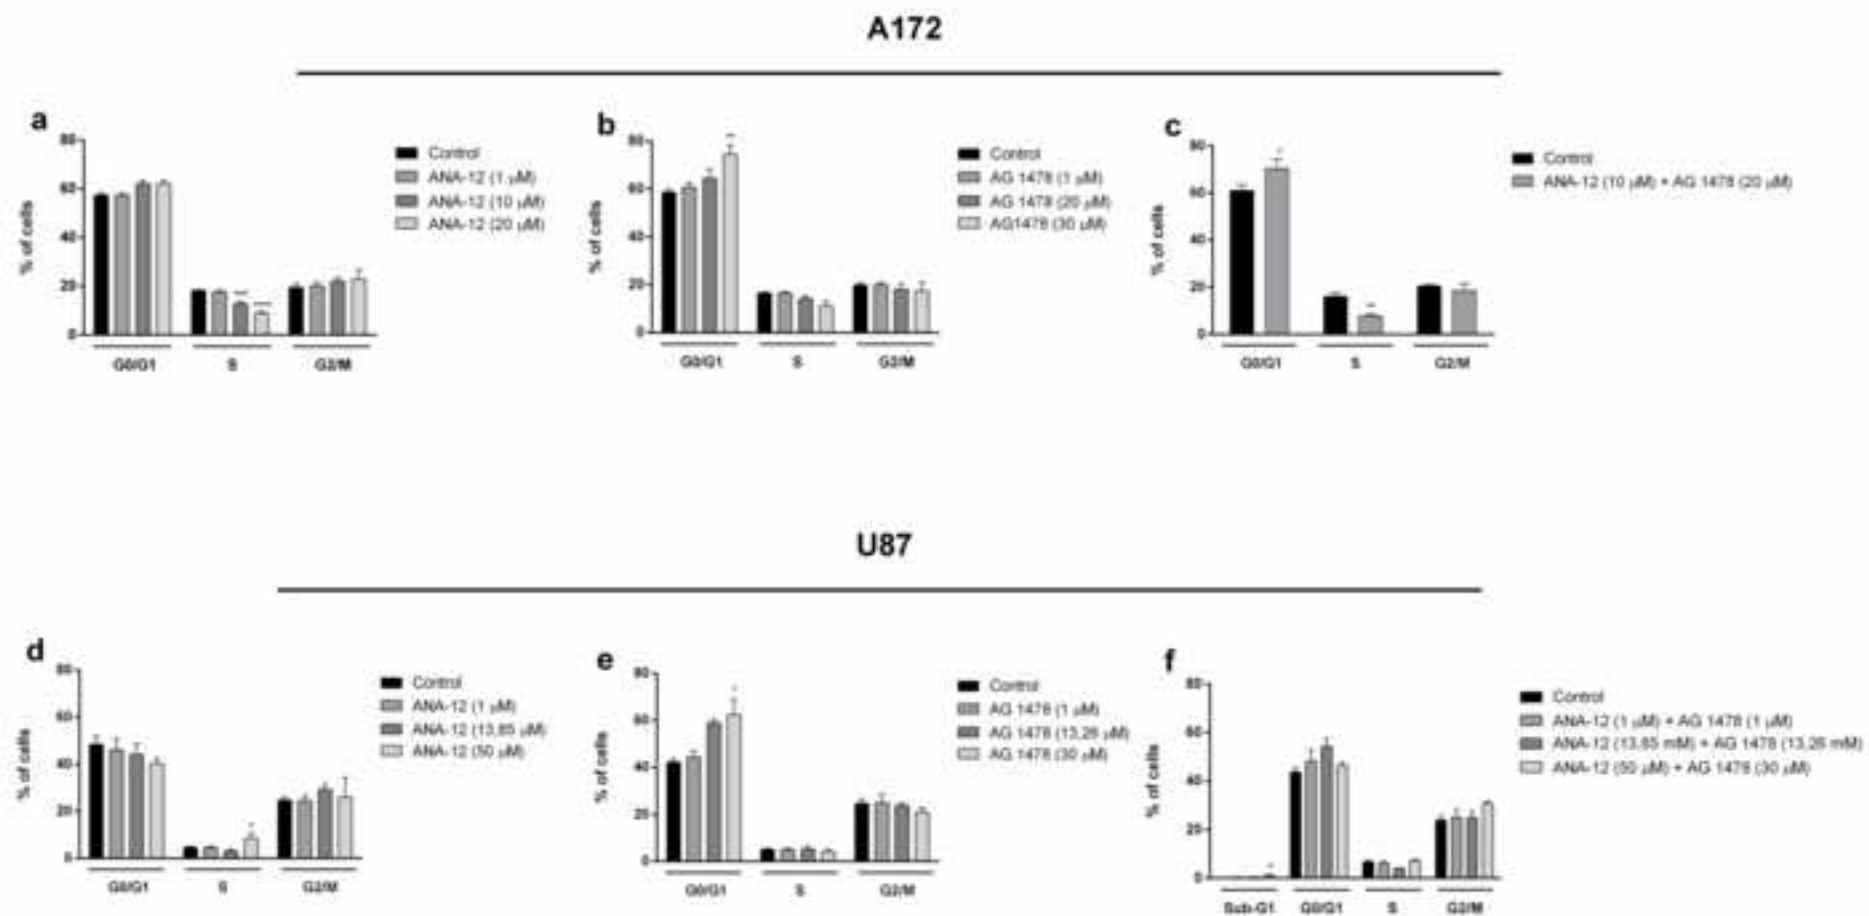 A172
a
80
60
40
20
0
% of cells
G0/G1 S G2/M
Control
ANA-12 (1 µM)
ANA-12 (10 µM)
ANA-12 (20 µM)
b
80
60
40
20
0
% of cells
G0/G1 S G2/M
Control
AG 1478 (1 µM)
AG 1478 (20 µM)
AG1478 (30 µM)
c
80
60
40
20
0
% of cells
G0/G1 S G2/M
Control
ANA-12 (10 µM) + AG 1478 (20 µM)
U87
d
80
60
40
20
0
% of cells
G0/G1 S G2/M
Control
ANA-12 (1 µM)
ANA-12 (13,85 µM)
ANA-12 (50 µM)
e
80
60
40
20
0
% of cells
G0/G1 S G2/M
Control
AG 1478 (1 µM)
AG 1478 (13,26 µM)
AG 1478 (30 µM)
f
80
60
40
20
0
% of cells
Sub-G1 G0/G1 S G2/M
Control
ANA-12 (1 µM) + AG 1478 (1 µM)
ANA-12 (13,85 mM) + AG 1478 (13,26 mM)
ANA-12 (50 µM) + AG 1478 (30 µM)